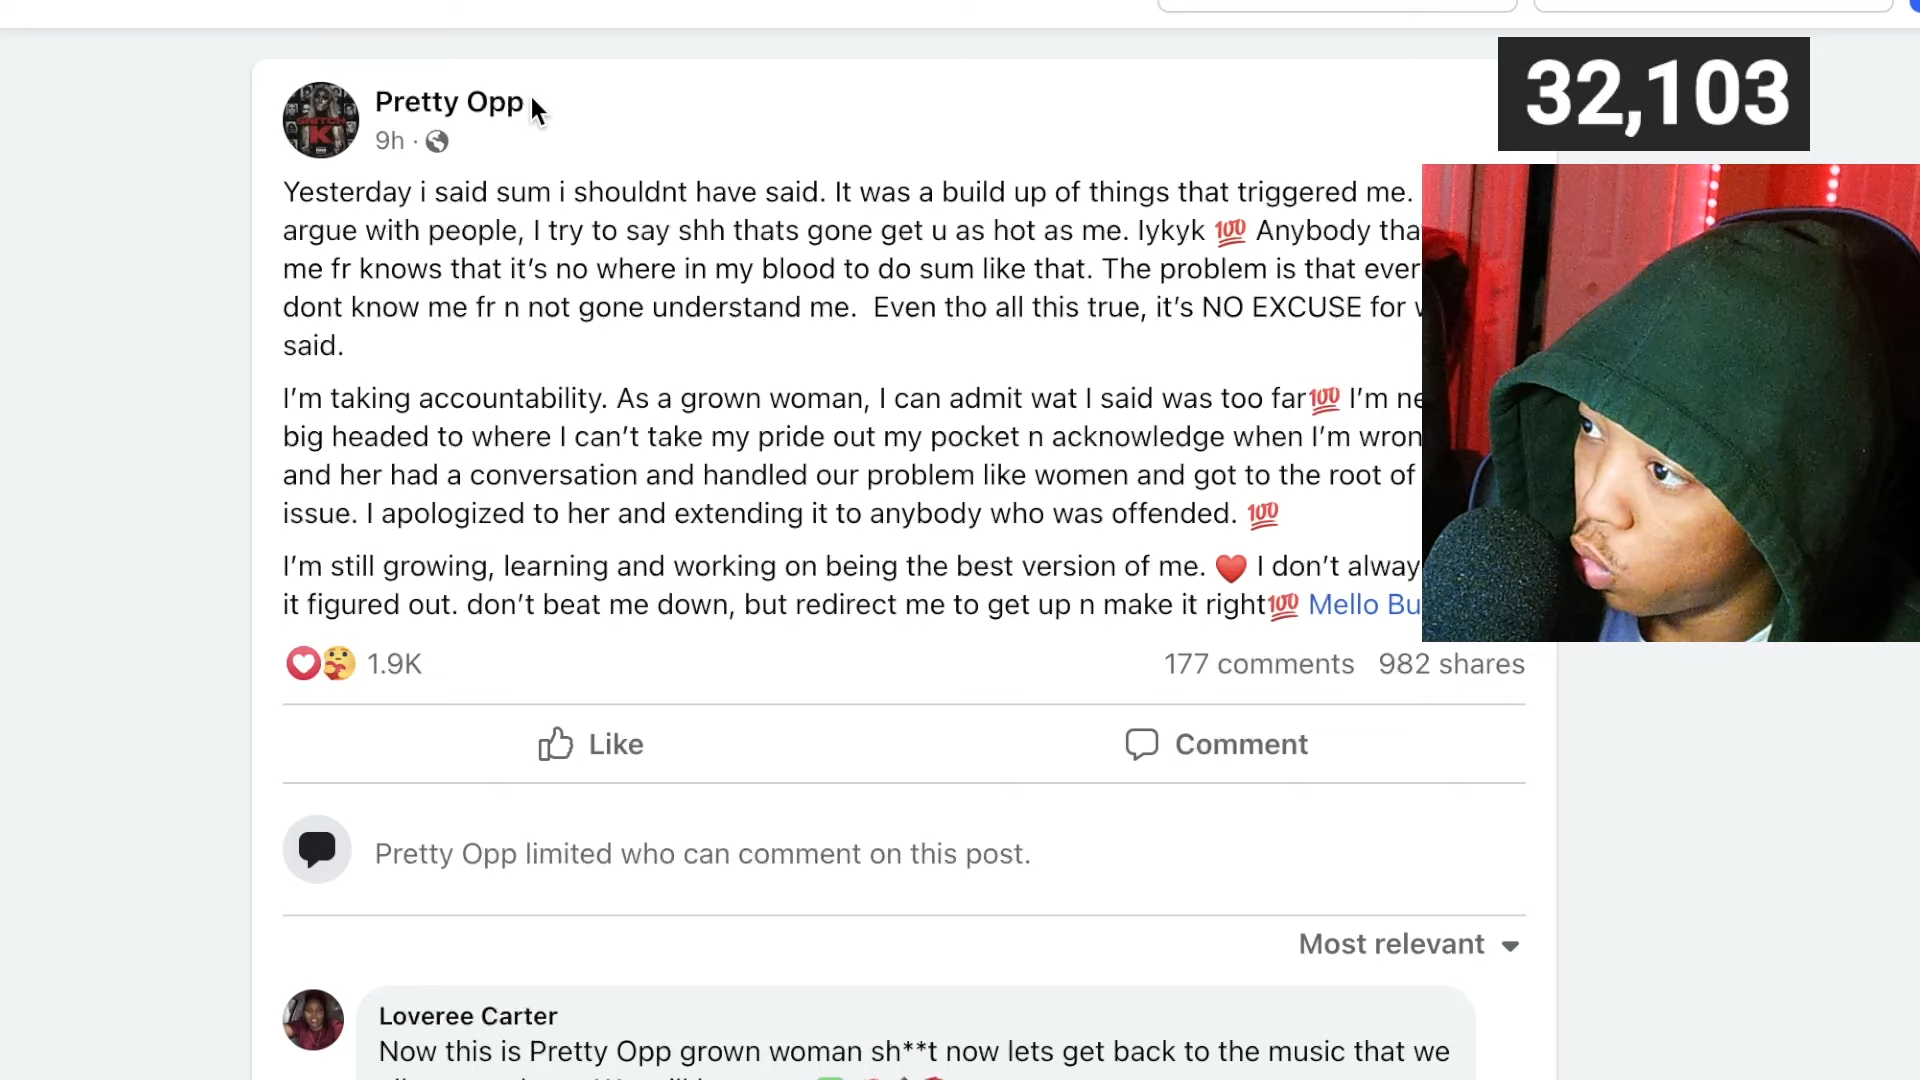 32,103
Pretty Opp
9h ·
Yesterday i said sum i shouldnt have said. It was a build up of things that triggered me.
argue with people, I try to say shh thats gone get u as hot as me. Iykyk 💯 Anybody tha
me fr knows that it’s no where in my blood to do sum like that. The problem is that ever
dont know me fr n not gone understand me. Even tho all this true, it’s NO EXCUSE for
said.
I’m taking accountability. As a grown woman, I can admit wat I said was too far💯 I’m ne
big headed to where I can’t take my pride out my pocket n acknowledge when I’m wron
and her had a conversation and handled our problem like women and got to the root of
issue. I apologized to her and extending it to anybody who was offended. 💯
I’m still growing, learning and working on being the best version of me. ❤️ I don’t alway
it figured out. don’t beat me down, but redirect me to get up n make it right💯 Mello Bu
1.9K 177 comments 982 shares
Like Comment
Pretty Opp limited who can comment on this post.
Most relevant
Loveree Carter
Now this is Pretty Opp grown woman sh**t now lets get back to the music that we